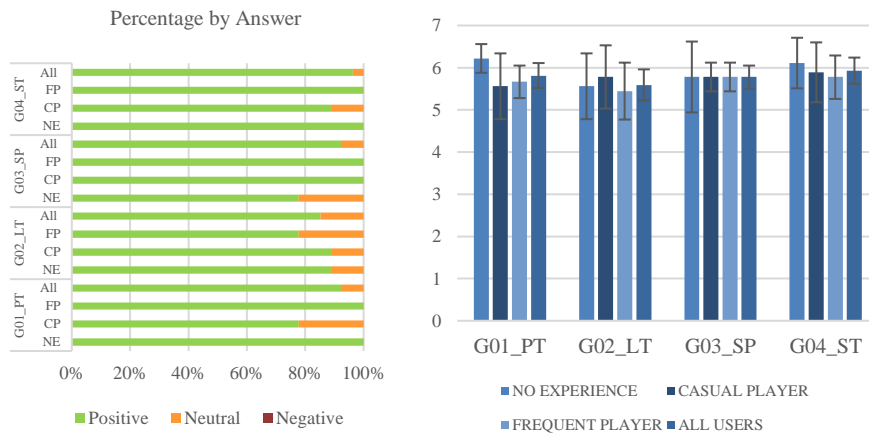 Percentage by Answer
G04_ST
All
FP
CP
NE
G03_SP
All
FP
CP
NE
G02_LT
All
FP
CP
NE
G01_PT
All
FP
CP
NE
0% 20% 40% 60% 80% 100%
Positive Neutral Negative
7
6
5
4
3
2
1
0
G01_PT G02_LT G03_SP G04_ST
NO EXPERIENCE CASUAL PLAYER
FREQUENT PLAYER ALL USERS